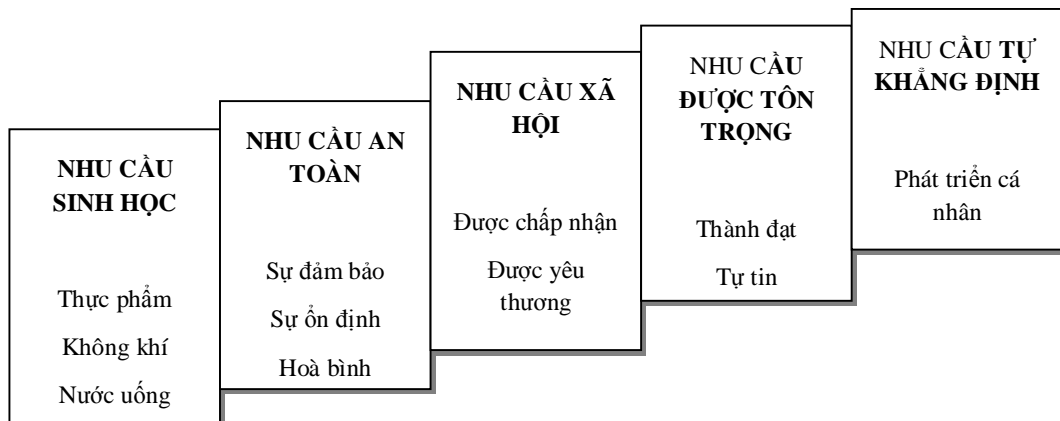 NHU CẦU
SINH HỌC
Thực phẩm
Không khí
Nước uống
NHU CẦU AN
TOÀN
Sự đảm bảo
Sự ổn định
Hoà bình
NHU CẦU XÃ
HỘI
Được chấp nhận
Được yêu
thương
NHU CẦU
ĐƯỢC TÔN
TRỌNG
Thành đạt
Tự tin
NHU CẦU TỰ
KHẲNG ĐỊNH
Phát triển cá
nhân